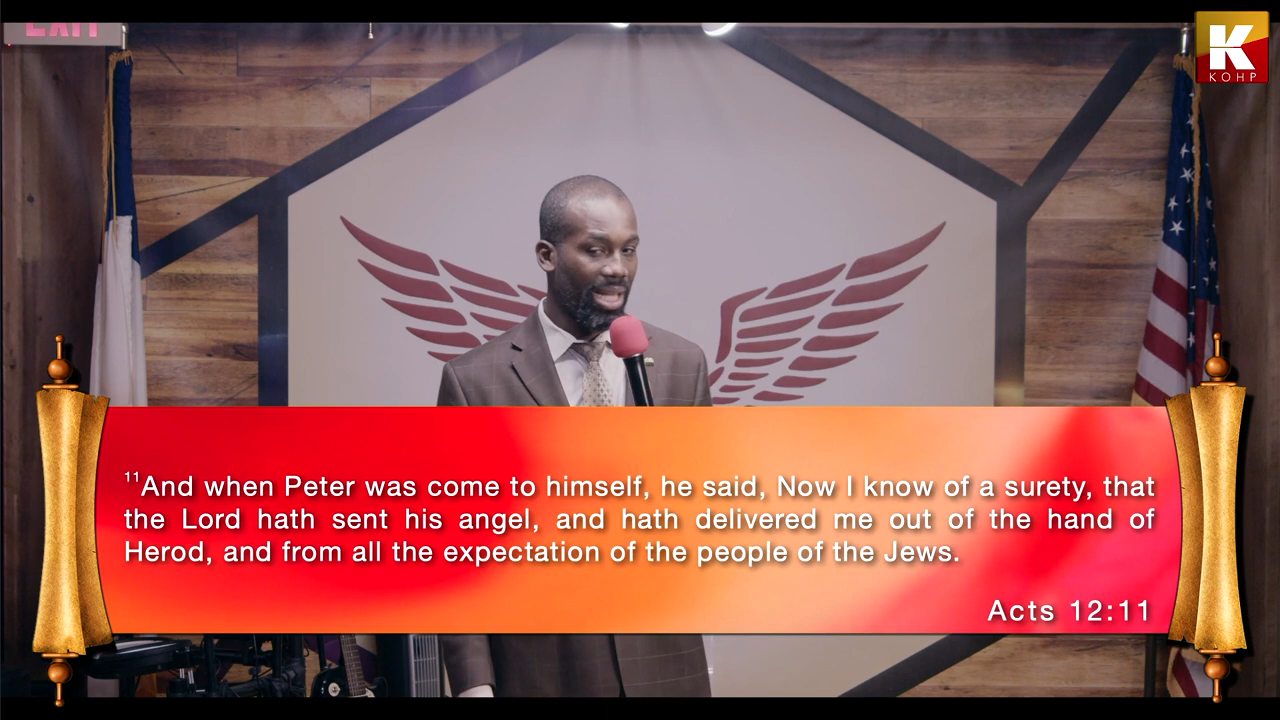 EXIT
K
KOHP
11And when Peter was come to himself, he said, Now I know of a surety, that
the Lord hath sent his angel, and hath delivered me out of the hand of
Herod, and from all the expectation of the people of the Jews.
Acts 12:11